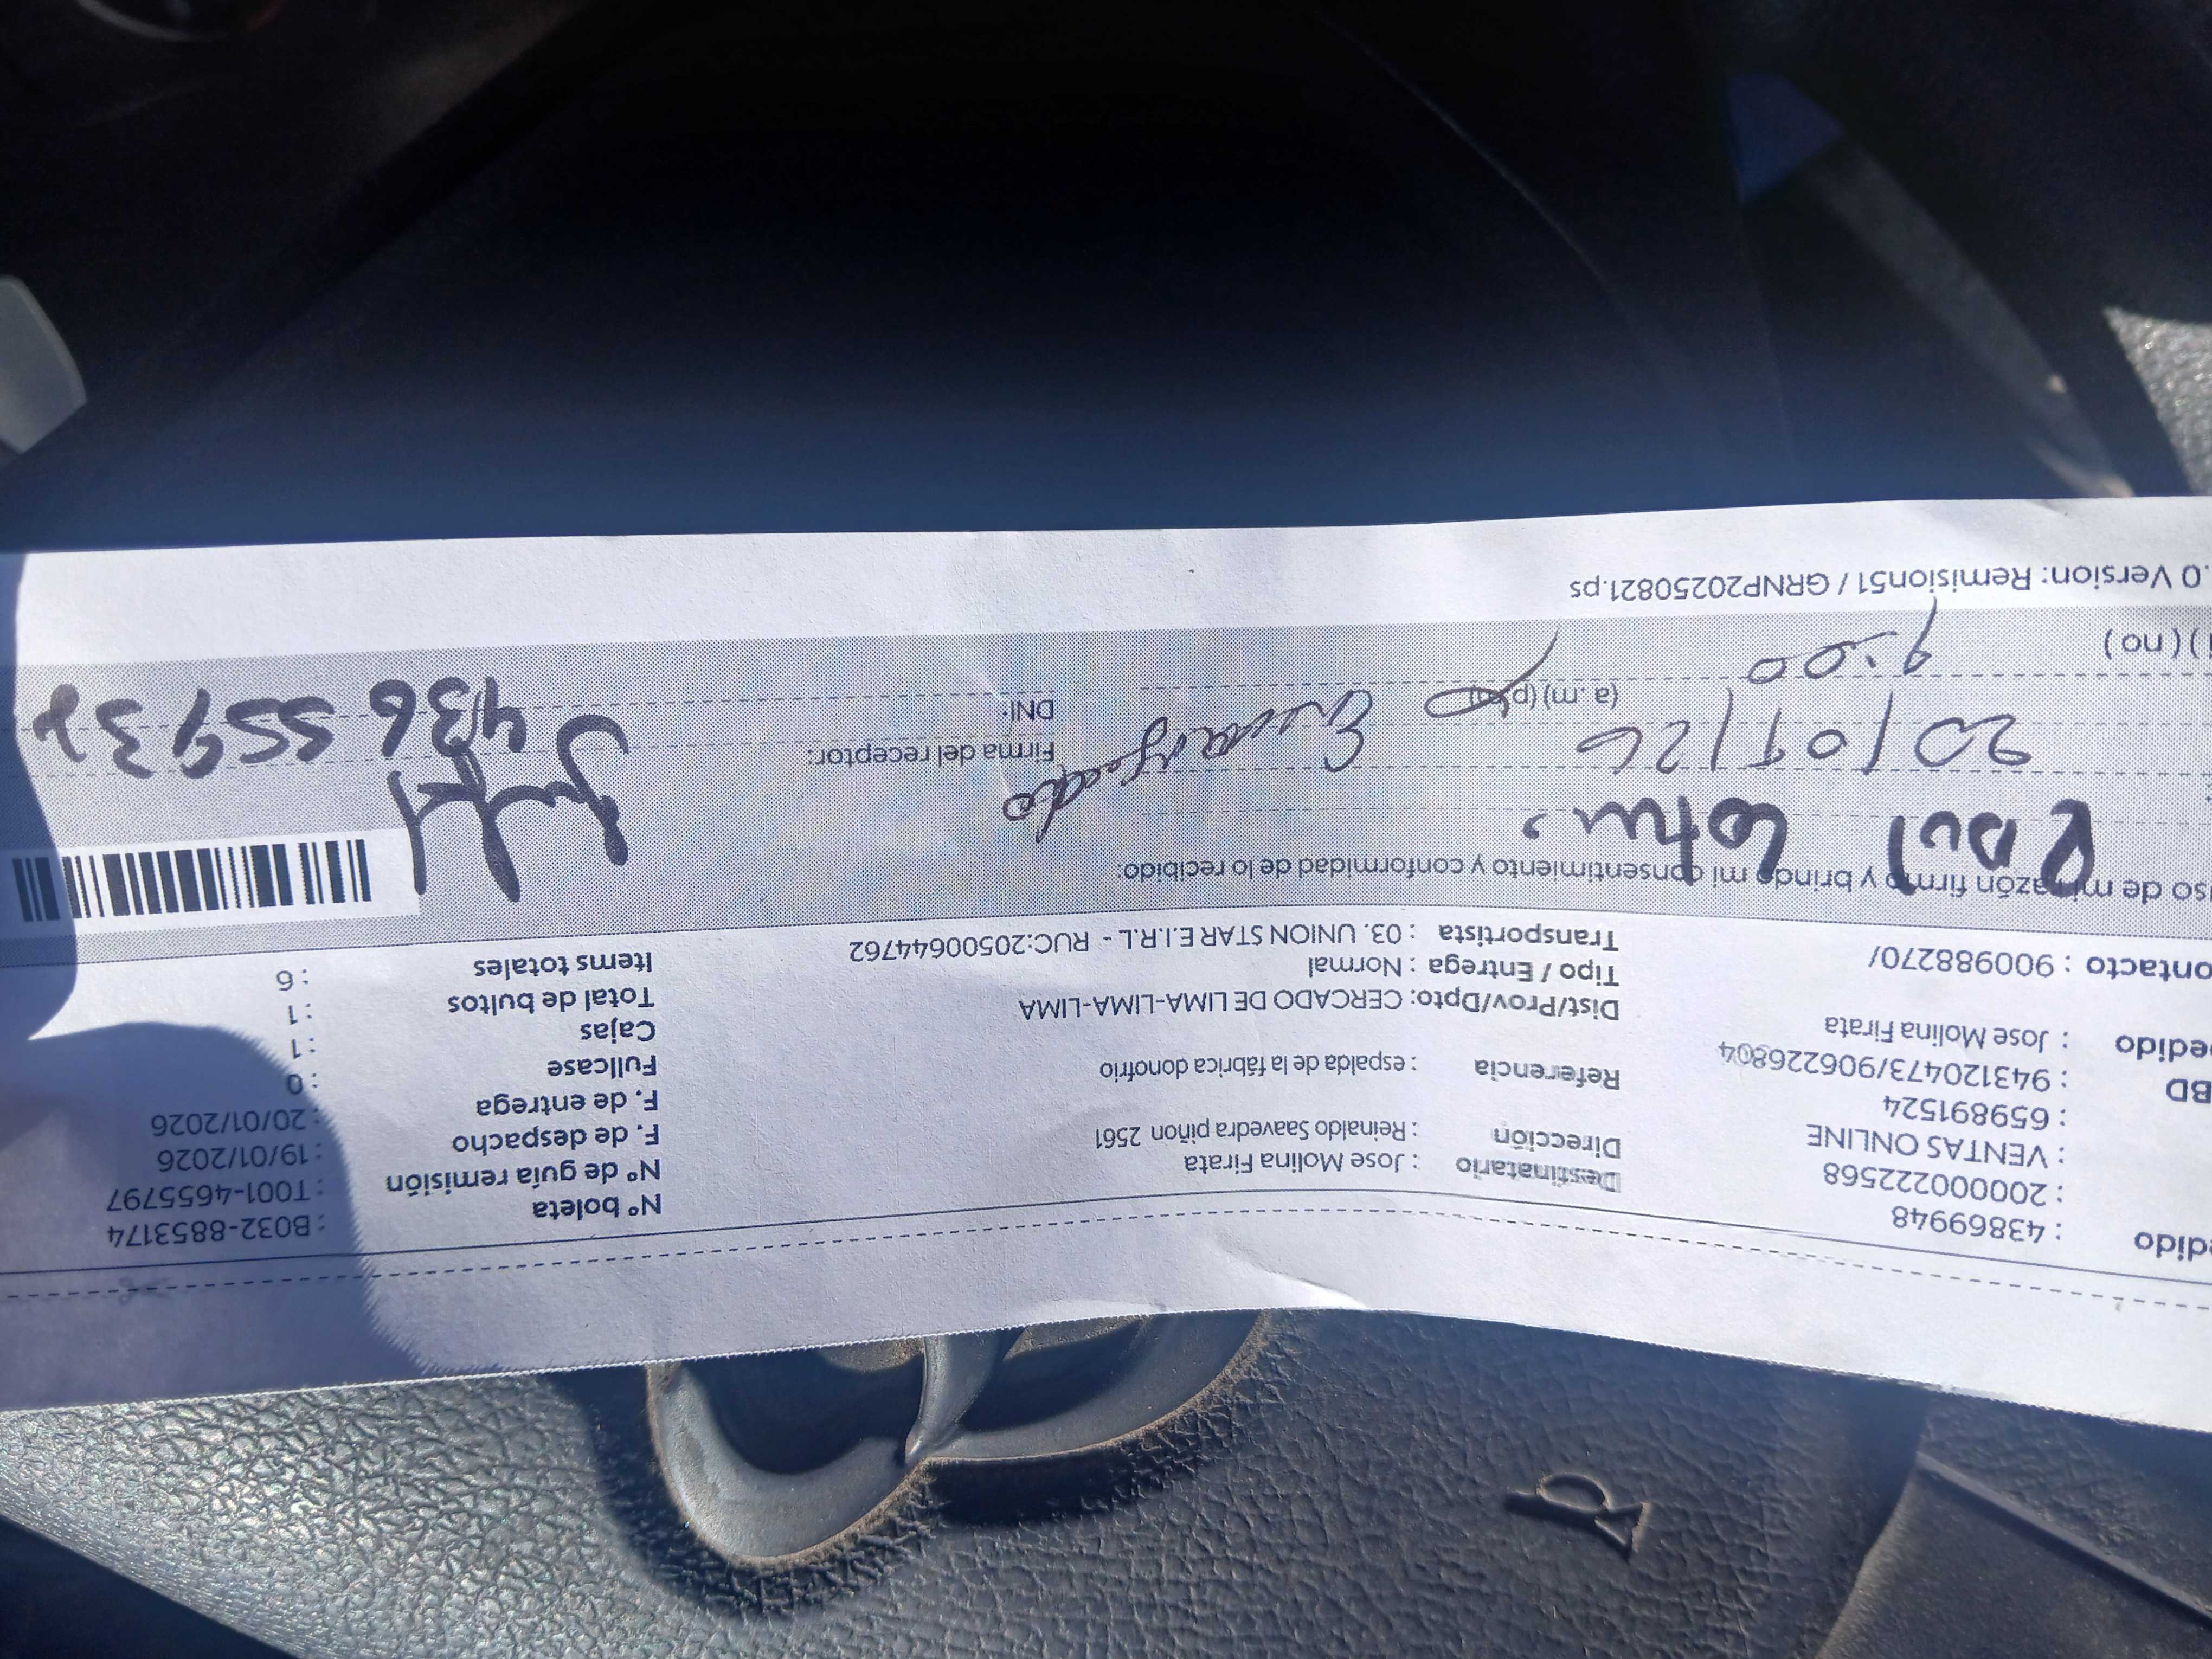 edido : 43869948
: 2000022568
: VENTAS ONLINE
: 659891524
BD : 943120473/906226804
edido : Jose Molina Firata
ontacto : 900988270/
Destinatario : Jose Molina Firata
Dirección : Reinaldo Saavedra piñon 2561
Referencia : espalda de la fábrica donofrio
Dist/Prov/Dpto: CERCADO DE LIMA-LIMA-LIMA
Tipo / Entrega : Normal
Transportista : 03. UNION STAR E.I.R.L - RUC:20500644762
Nº boleta : B032-8853174
Nº de guía remisión : T001-4655797
F. de despacho : 19/01/2026
F. de entrega : 20/01/2026
Fullcase : 0
Cajas : 1
Total de bultos : 1
Items totales : 6
so de mi razón firmo y brindo mi consentimiento y conformidad de lo recibido:
Raul
20/01/26
Encargado
Firma del receptor:
(a. m) (p. m)
DNI:
43655937
9:00
) ( no )
.0 Version: Remision51 / GRNP20250821.ps